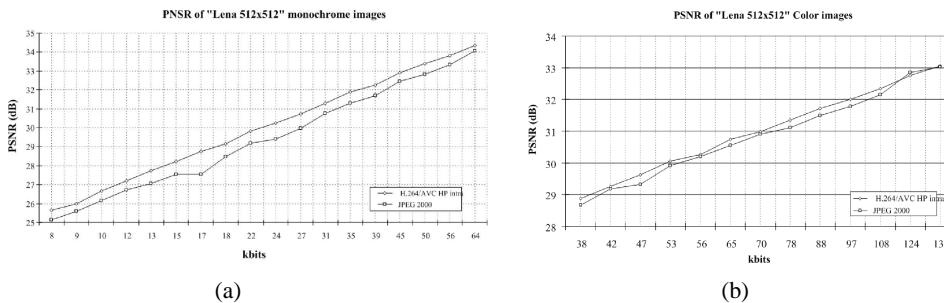 PNSR of "Lena 512x512" monochrome images
35
34
33
32
31
30
29
28
27
26
25
PSNR (dB)
8 9 10 12 13 15 17 18 22 24 27 31 35 39 45 50 56 64
kbits
H.264/AVC HP intra
JPEG 2000
(a)
PSNR of "Lena 512x512" Color images
34
33
32
31
30
29
28
PSNR (dB)
38 42 47 53 56 65 70 78 88 97 108 124 13
kbits
H.264/AVC HP intra
JPEG 2000
(b)